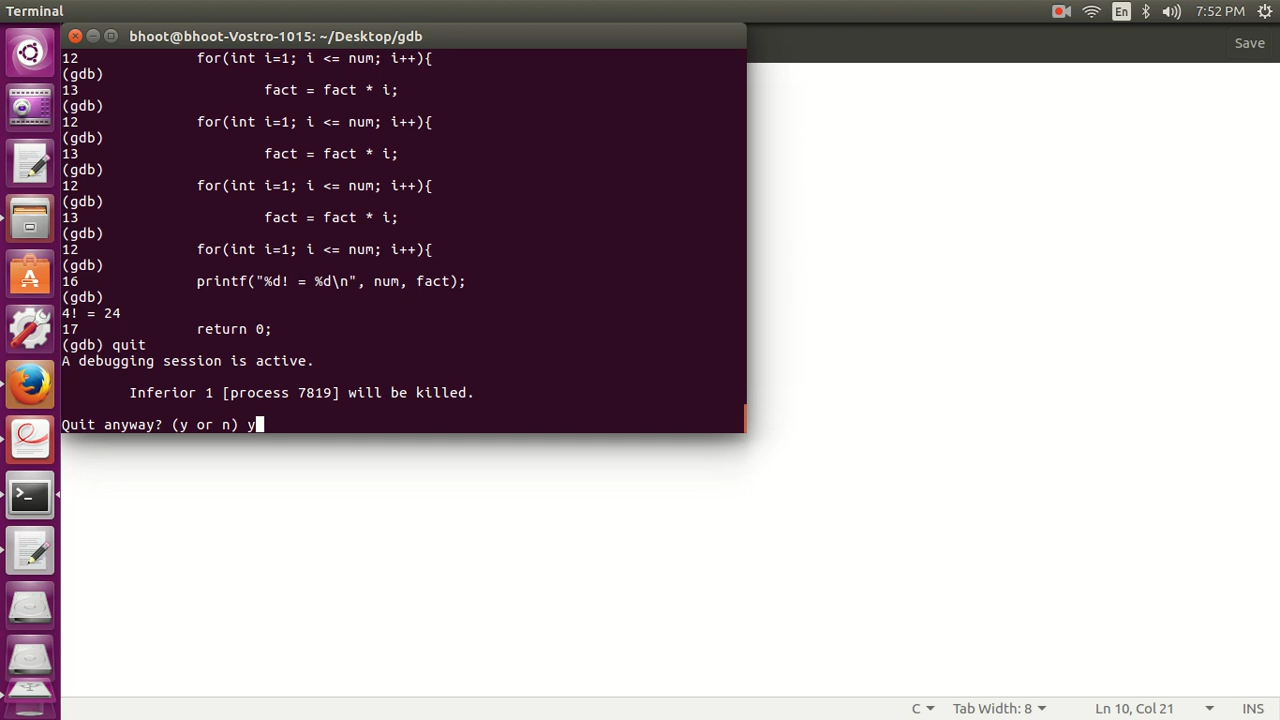 Terminal
En
7:52 PM
bhoot@bhoot-Vostro-1015: ~/Desktop/gdb
Save
12 for(int i=1; i <= num; i++){
(gdb)
13 fact = fact * i;
(gdb)
12 for(int i=1; i <= num; i++){
(gdb)
13 fact = fact * i;
(gdb)
12 for(int i=1; i <= num; i++){
(gdb)
13 fact = fact * i;
(gdb)
12 for(int i=1; i <= num; i++){
(gdb)
16 printf("%d! = %d\n", num, fact);
(gdb)
4! = 24
17 return 0;
(gdb) quit
A debugging session is active.
Inferior 1 [process 7819] will be killed.
Quit anyway? (y or n) y
C
Tab Width: 8
Ln 10, Col 21
INS